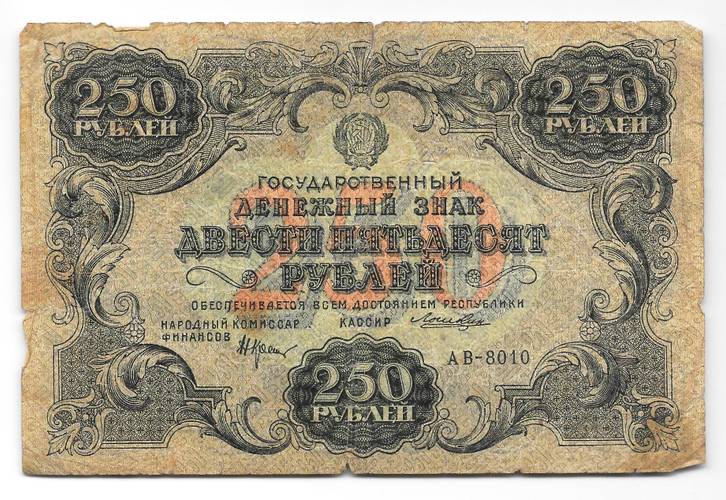 250
РУБЛЕЙ
250
РУБЛЕЙ
ГОСУДАРСТВЕННЫЙ
ДЕНЕЖНЫЙ ЗНАК
ДВЕСТИ ПЯТЬДЕСЯТ
РУБЛЕЙ
250
ОБЕСПЕЧИВАЕТСЯ ВСЕМ ДОСТОЯНИЕМ РЕСПУБЛИКИ
НАРОДНЫЙ КОМИССАР
ФИНАНСОВ
КАССИР
АВ-8010
250
РУБЛЕЙ